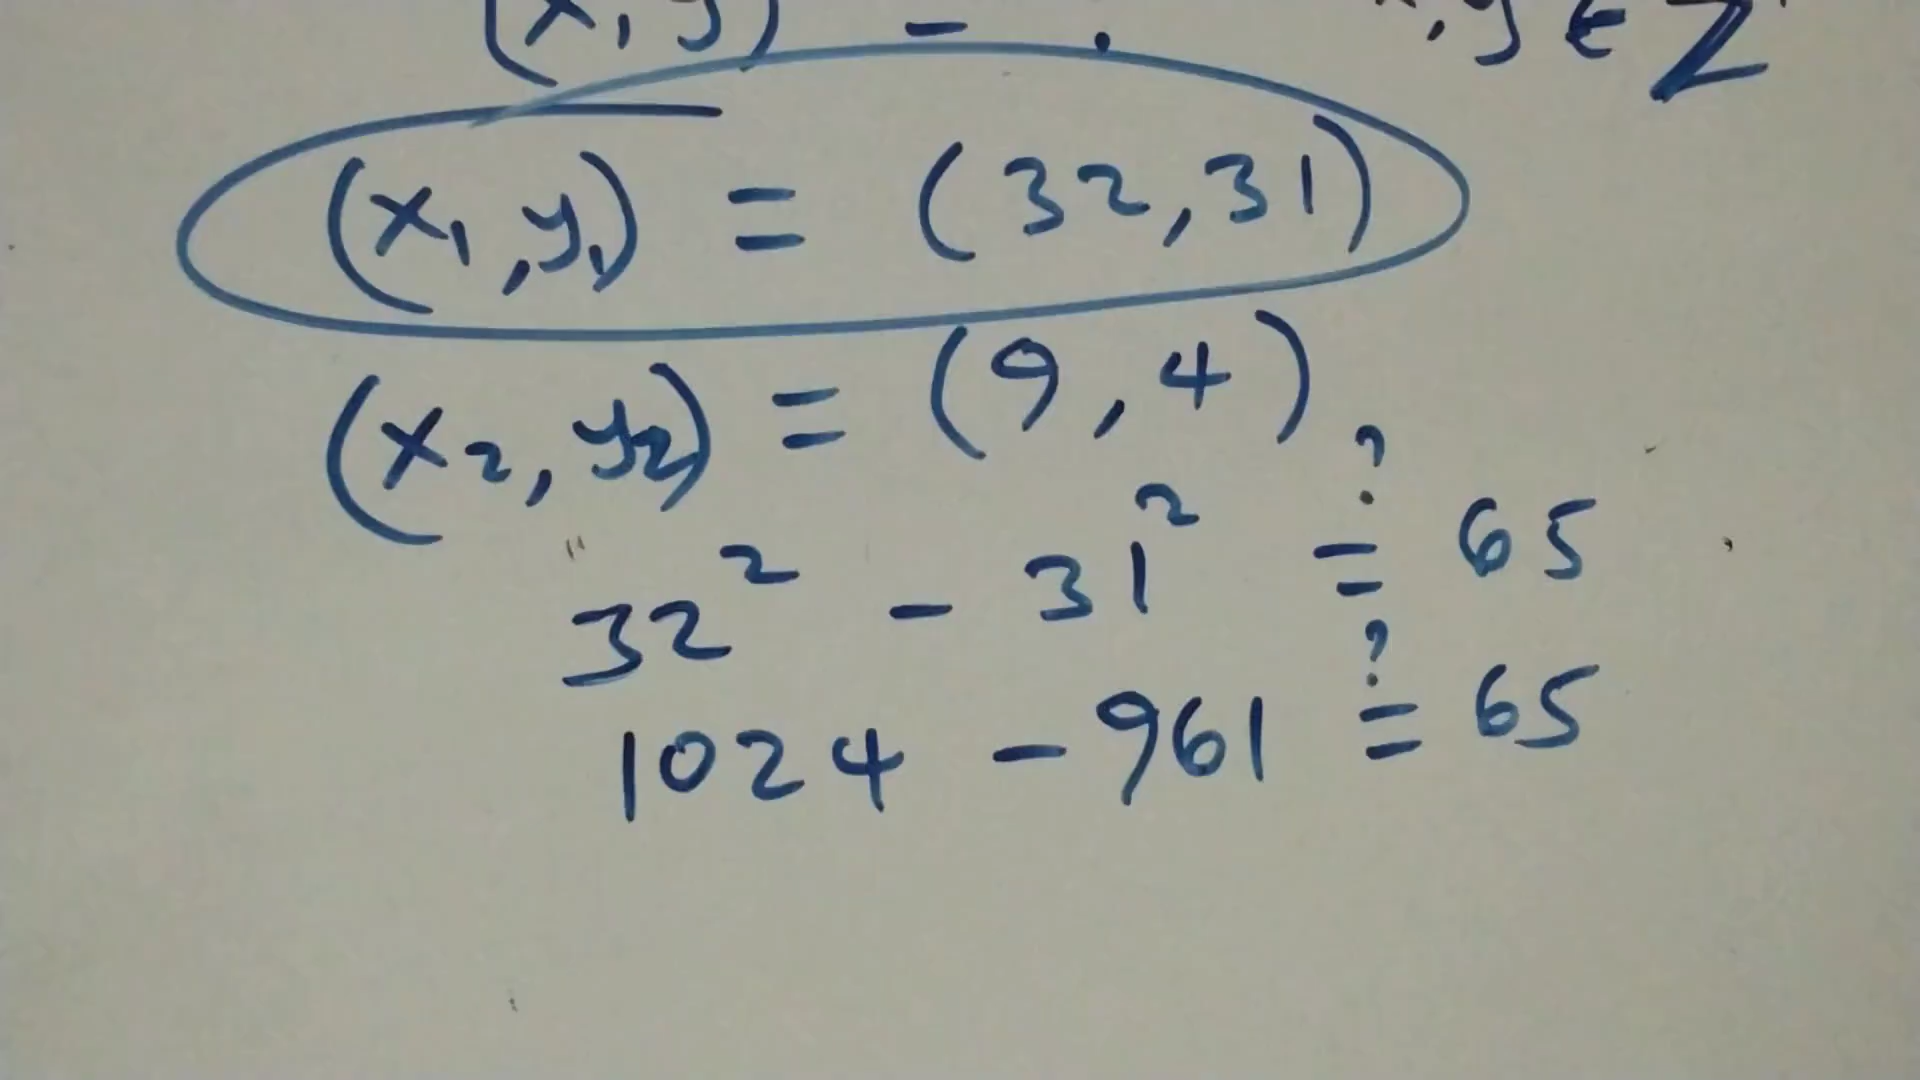 (x, y) = . x, y ∈ Z
(x₁, y₁) = (32, 31)
(x₂, y₂) = (9, 4)
32² - 31² ≟ 65
1024 - 961 ≟ 65